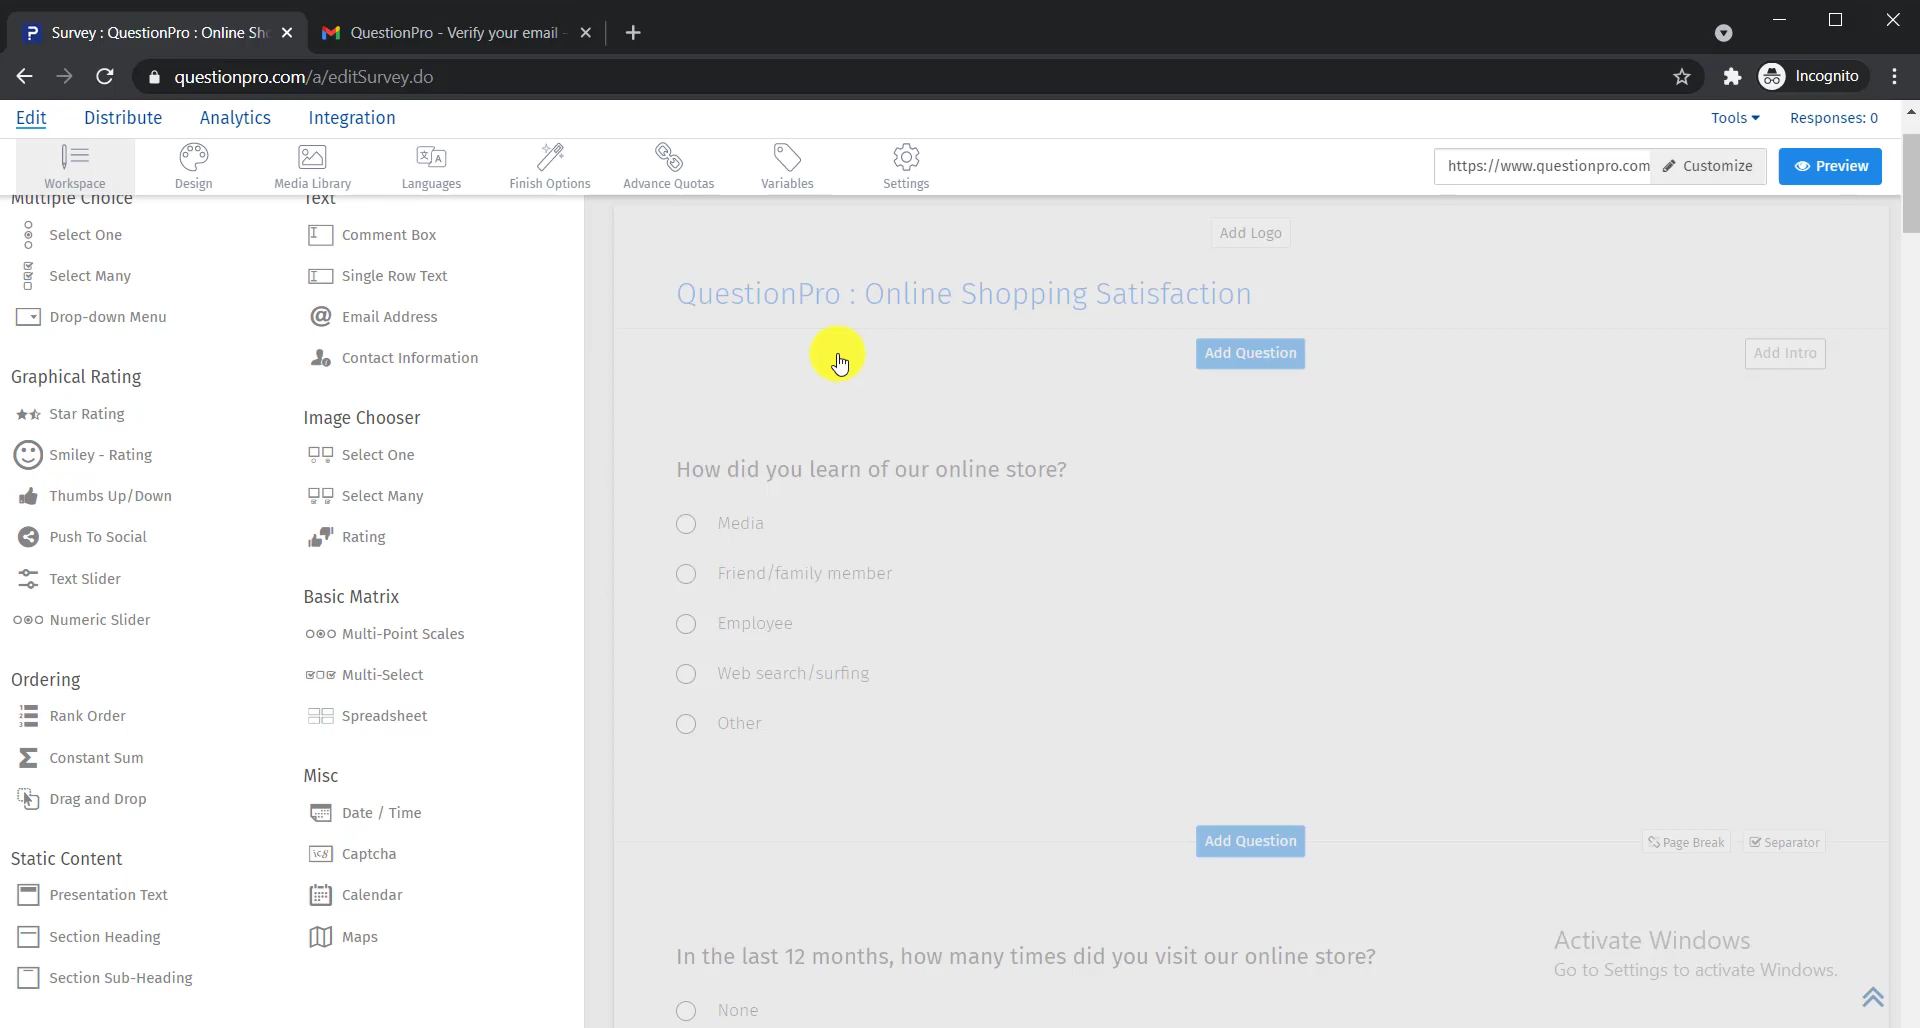 Survey : QuestionPro : Online Sh
QuestionPro - Verify your email -
questionpro.com/a/editSurvey.do
Incognito
Edit
Distribute
Analytics
Integration
Tools
Responses: 0
Workspace
Design
Media Library
Languages
Finish Options
Advance Quotas
Variables
Settings
https://www.questionpro.com
Customize
Preview
Multiple Choice
Select One
Select Many
Drop-down Menu
Graphical Rating
Star Rating
Smiley - Rating
Thumbs Up/Down
Push To Social
Text Slider
Numeric Slider
Ordering
Rank Order
Constant Sum
Drag and Drop
Static Content
Presentation Text
Section Heading
Section Sub-Heading
Text
Comment Box
Single Row Text
Email Address
Contact Information
Image Chooser
Select One
Select Many
Rating
Basic Matrix
Multi-Point Scales
Multi-Select
Spreadsheet
Misc
Date / Time
Captcha
Calendar
Maps
Add Logo
QuestionPro : Online Shopping Satisfaction
Add Question
Add Intro
How did you learn of our online store?
Media
Friend/family member
Employee
Web search/surfing
Other
Add Question
Page Break
Separator
In the last 12 months, how many times did you visit our online store?
None
Activate Windows
Go to Settings to activate Windows.